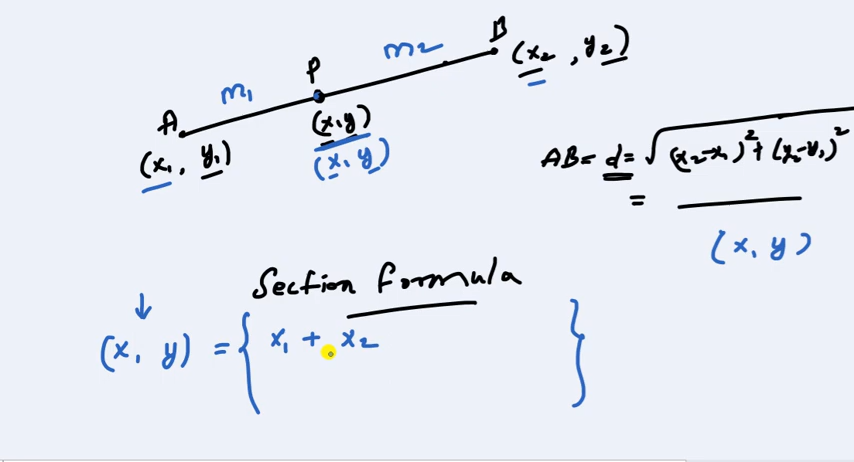 B
m2
(x2 , y2)
P
m1
A
(x,y)
(x1 , y1)
(x, y)
AB = d = √(x2-x1)²+(y2-y1)²
=
(x, y)
Section formula
↓
(x, y) = { x1 + x2 }